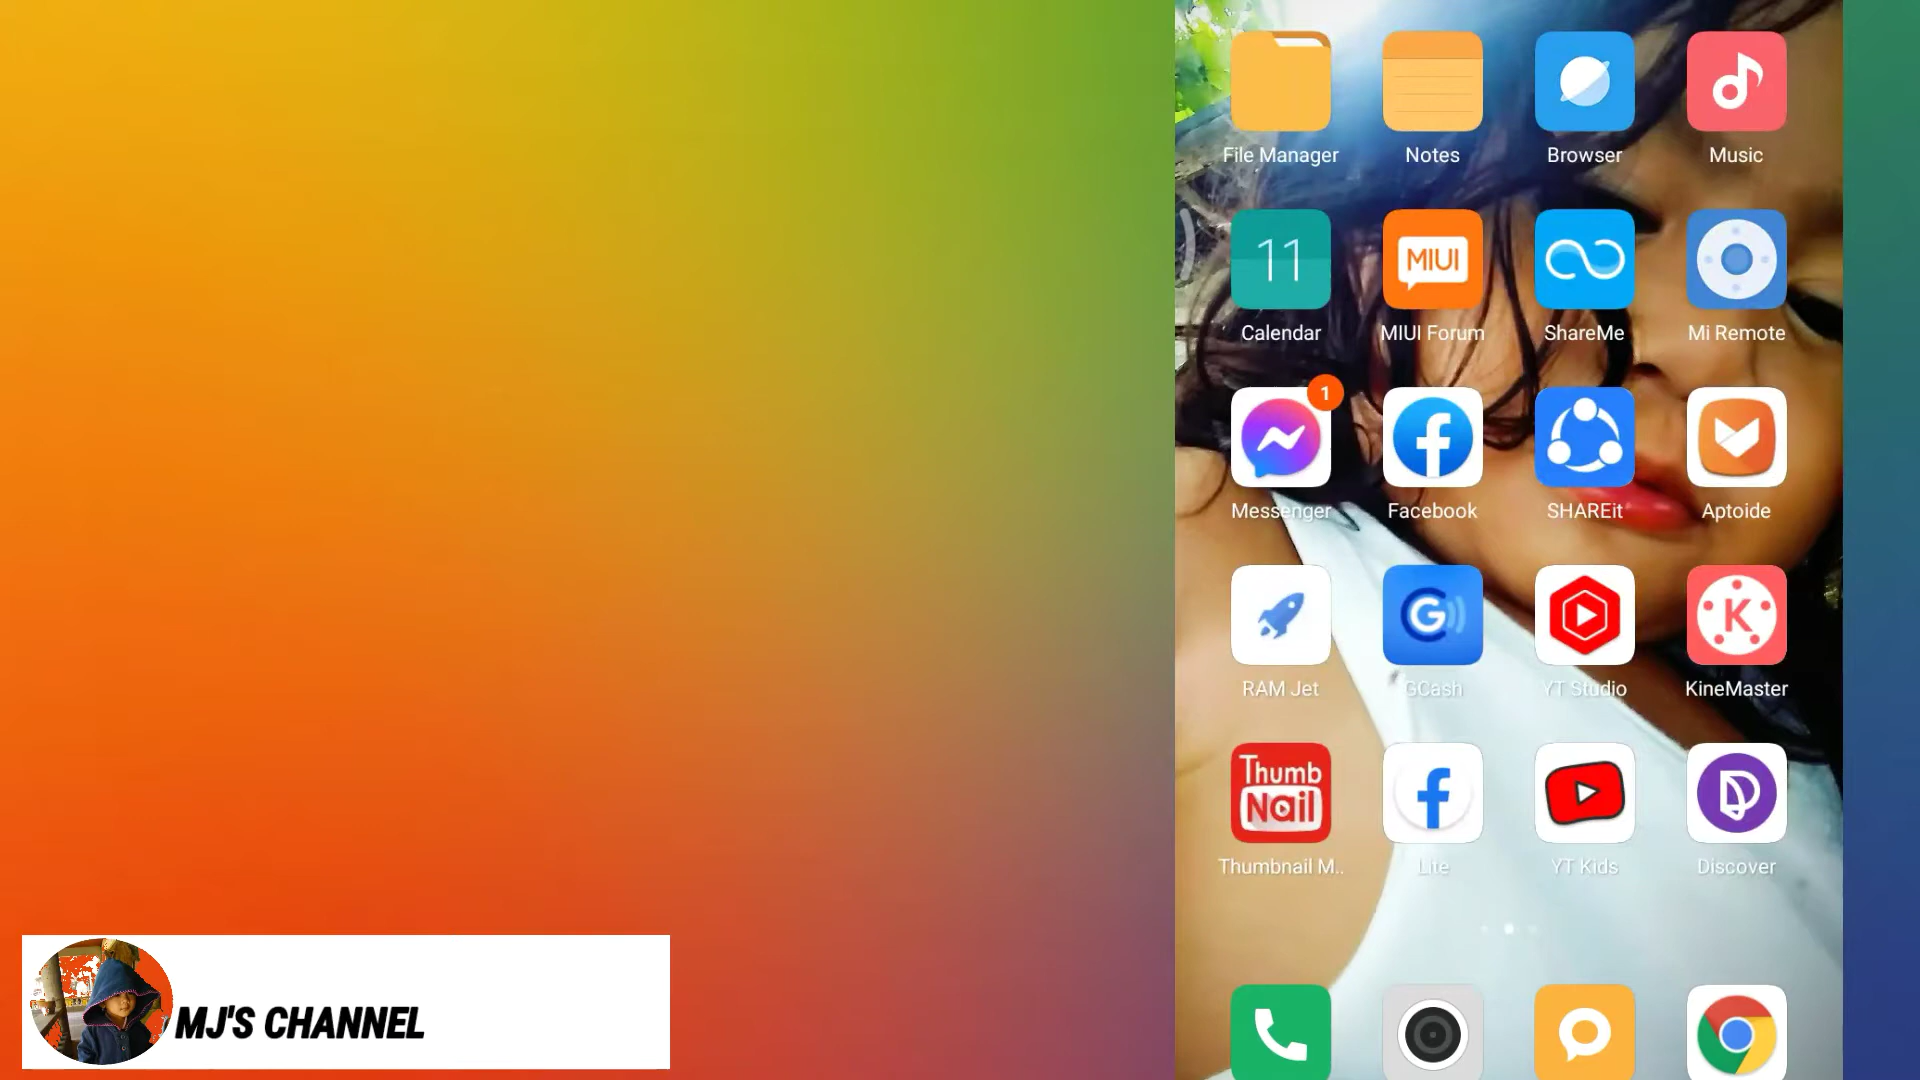 File Manager Notes Browser Music
11 MIUI
Calendar MIUI Forum ShareMe Mi Remote
1
Messenger Facebook SHAREit Aptoide
G K
RAM Jet GCash YT Studio KineMaster
Thumb
Nail
Thumbnail M.. Lite YT Kids Discover
MJ'S CHANNEL